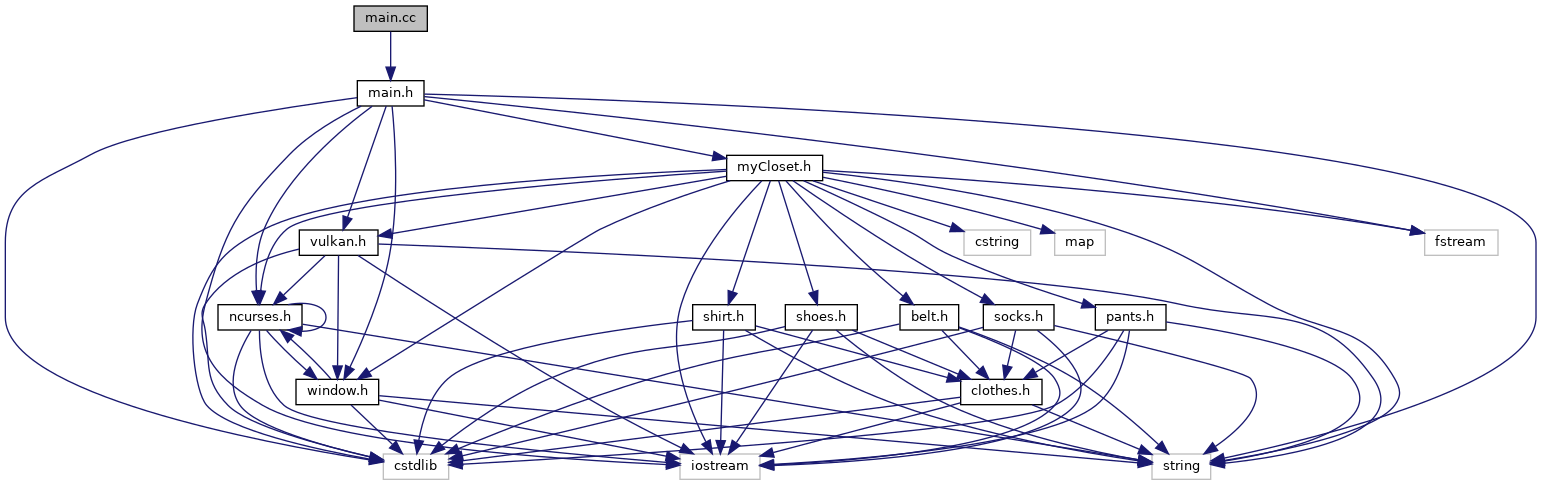 main.cc
main.h
myCloset.h
vulkan.h
cstring
map
fstream
ncurses.h
shirt.h
shoes.h
belt.h
socks.h
pants.h
window.h
clothes.h
cstdlib
iostream
string